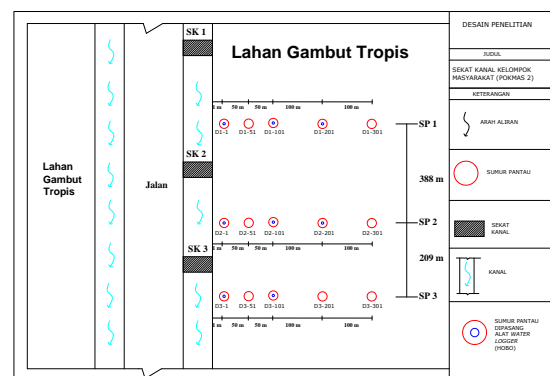 SK 1
Lahan Gambut Tropis
1 m 50 m 50 m 100 m 100 m
D1-1 D1-51 D1-101 D1-201 D1-301
SP 1
SK 2
Lahan
Gambut
Tropis
Jalan
388 m
D2-1 D2-51 D2-101 D2-201 D2-301
SP 2
1 m 50 m 50 m 100 m 100 m
SK 3
209 m
D3-1 D3-51 D3-101 D3-201 D3-301
SP 3
1 m 50 m 50 m 100 m 100 m
DESAIN PENELITIAN
JUDUL
SEKAT KANAL KELOMPOK
MASYARAKAT (POKMAS 2)
KETERANGAN
ARAH ALIRAN
SUMUR PANTAU
SEKAT
KANAL
KANAL
SUMUR PANTAU
DIPASANG
ALAT WATER
LOGGER
(HOBO)